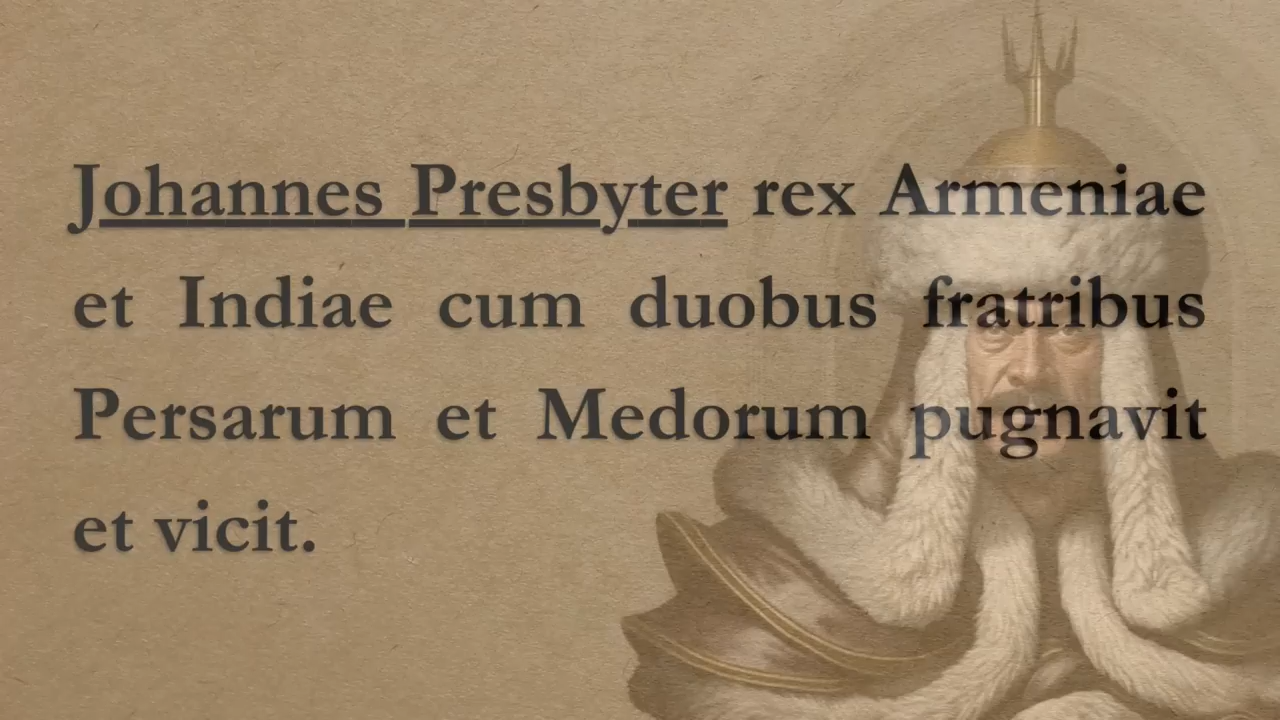 Johannes Presbyter rex Armeniae
et Indiae cum duobus fratribus
Persarum et Medorum pugnavit
et vicit.